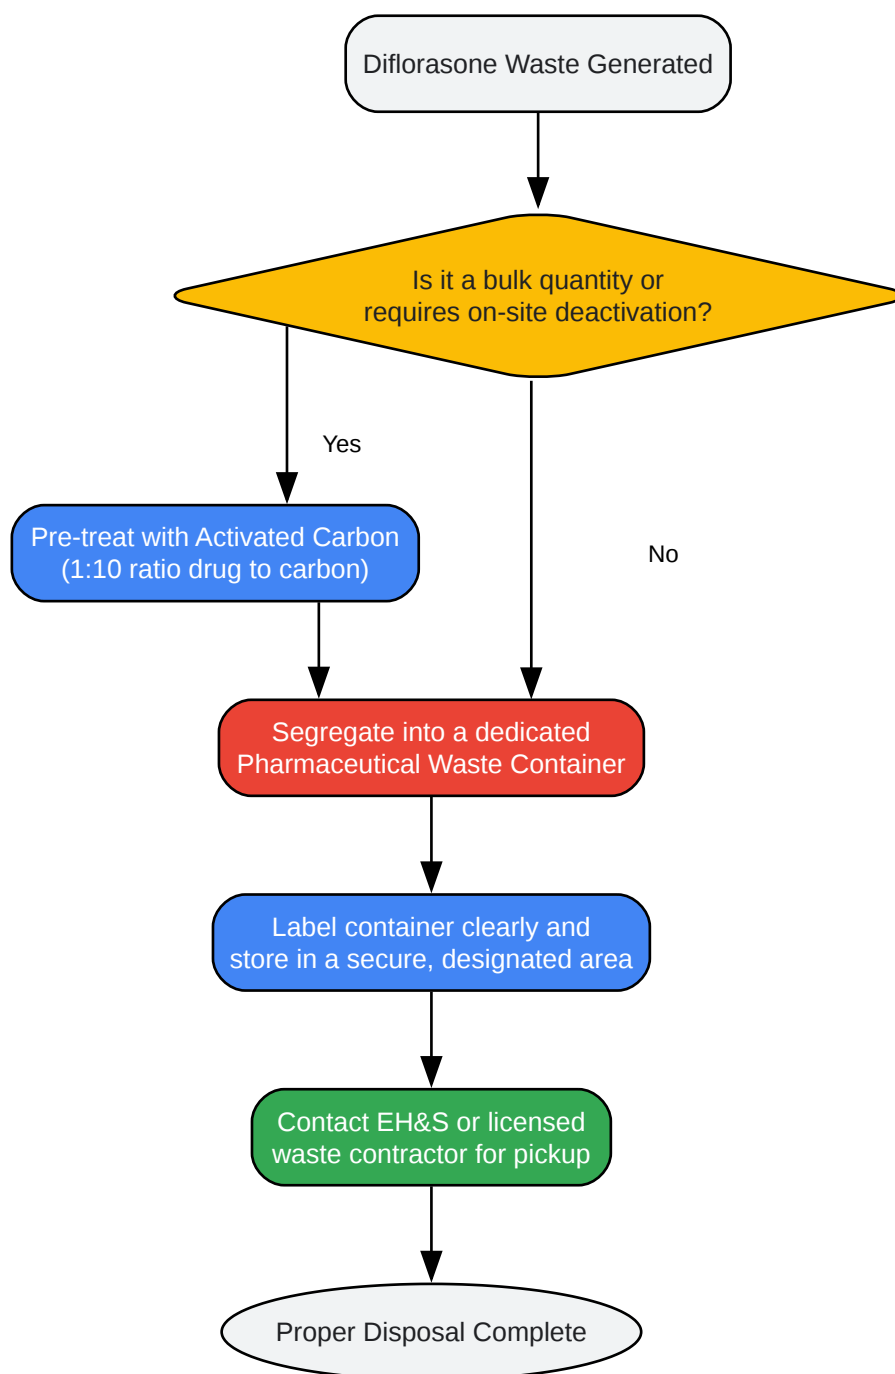 Diflorasone Waste Generated
Is it a bulk quantity or
requires on-site deactivation?
Yes
Pre-treat with Activated Carbon
(1:10 ratio drug to carbon)
No
Segregate into a dedicated
Pharmaceutical Waste Container
Label container clearly and
store in a secure, designated area
Contact EH&S or licensed
waste contractor for pickup
Proper Disposal Complete